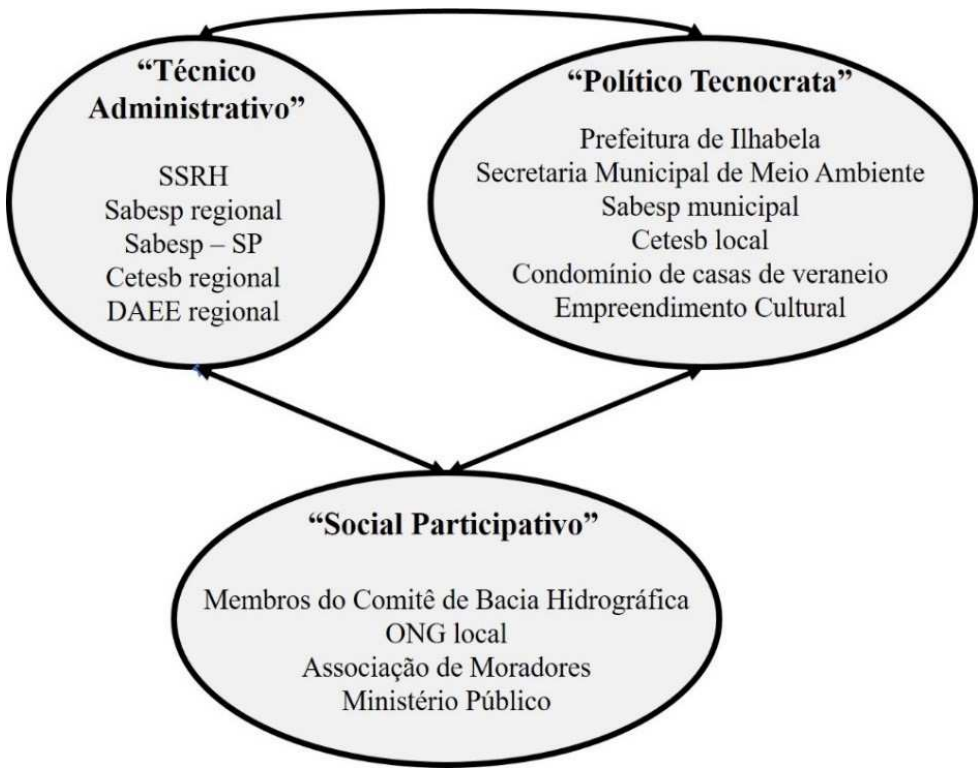 “Técnico
Administrativo”
SSRH
Sabesp regional
Sabesp – SP
Cetesb regional
DAEE regional
“Político Tecnocrata”
Prefeitura de Ilhabela
Secretaria Municipal de Meio Ambiente
Sabesp municipal
Cetesb local
Condomínio de casas de veraneio
Empreendimento Cultural
“Social Participativo”
Membros do Comitê de Bacia Hidrográfica
ONG local
Associação de Moradores
Ministério Público